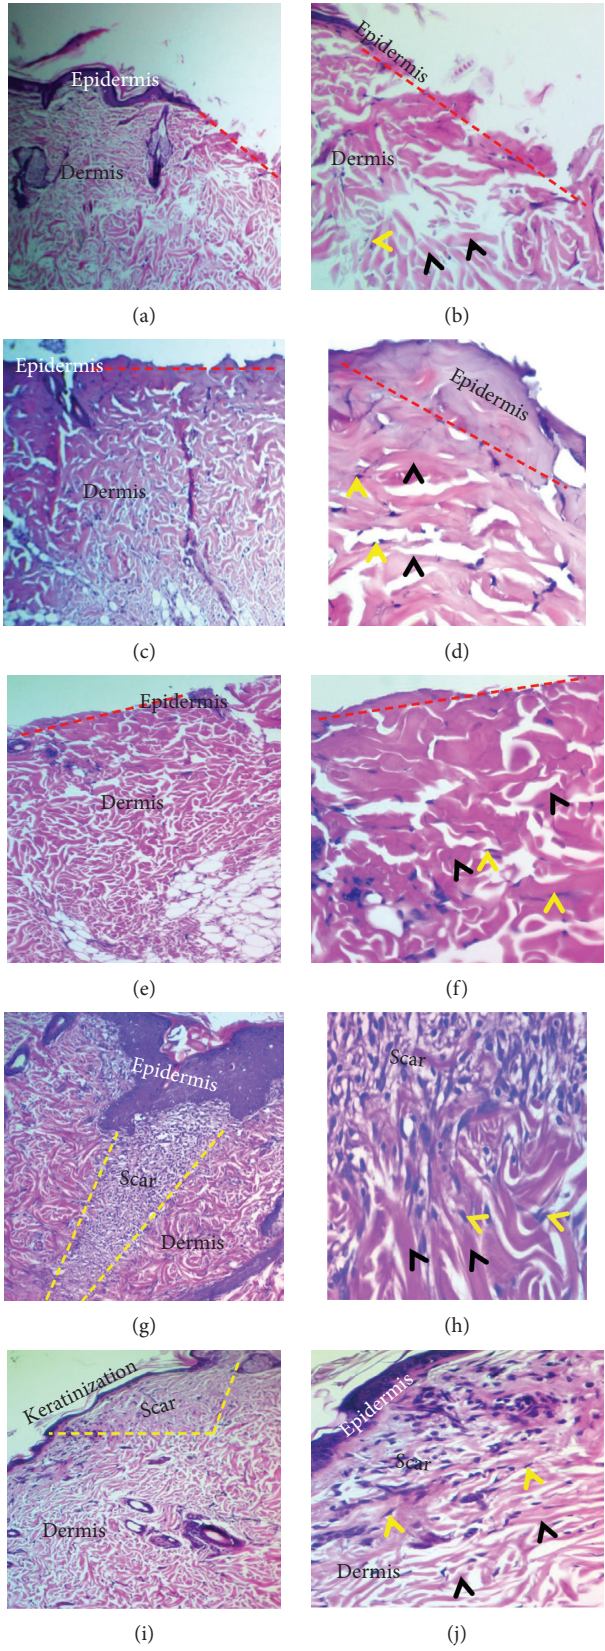 Epidermis
Dermis
(a)
Epidermis
Dermis
(b)
Epidermis
Dermis
(c)
Epidermis
(d)
Epidermis
Dermis
(e)
(f)
Epidermis
Scar
Dermis
(g)
Scar
(h)
Keratinization
Scar
Dermis
(i)
Epidermis
Scar
Dermis
(j)